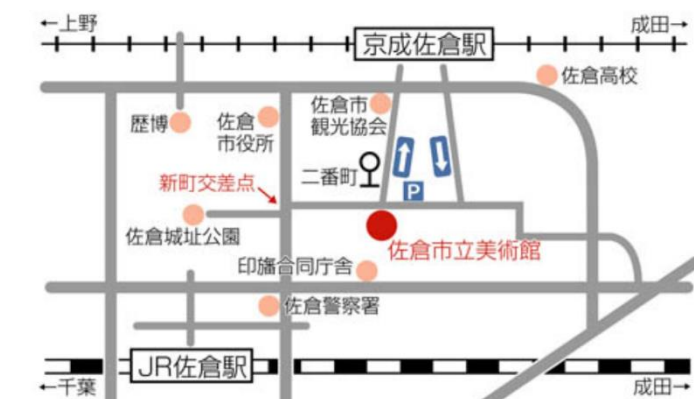 ←上野
成田→
京成佐倉駅
佐倉高校
歴博
佐倉
市役所
佐倉市
観光協会
二番町
P
新町交差点
佐倉城址公園
佐倉市立美術館
印旛合同庁舎
佐倉警察署
JR佐倉駅
←千葉
成田→